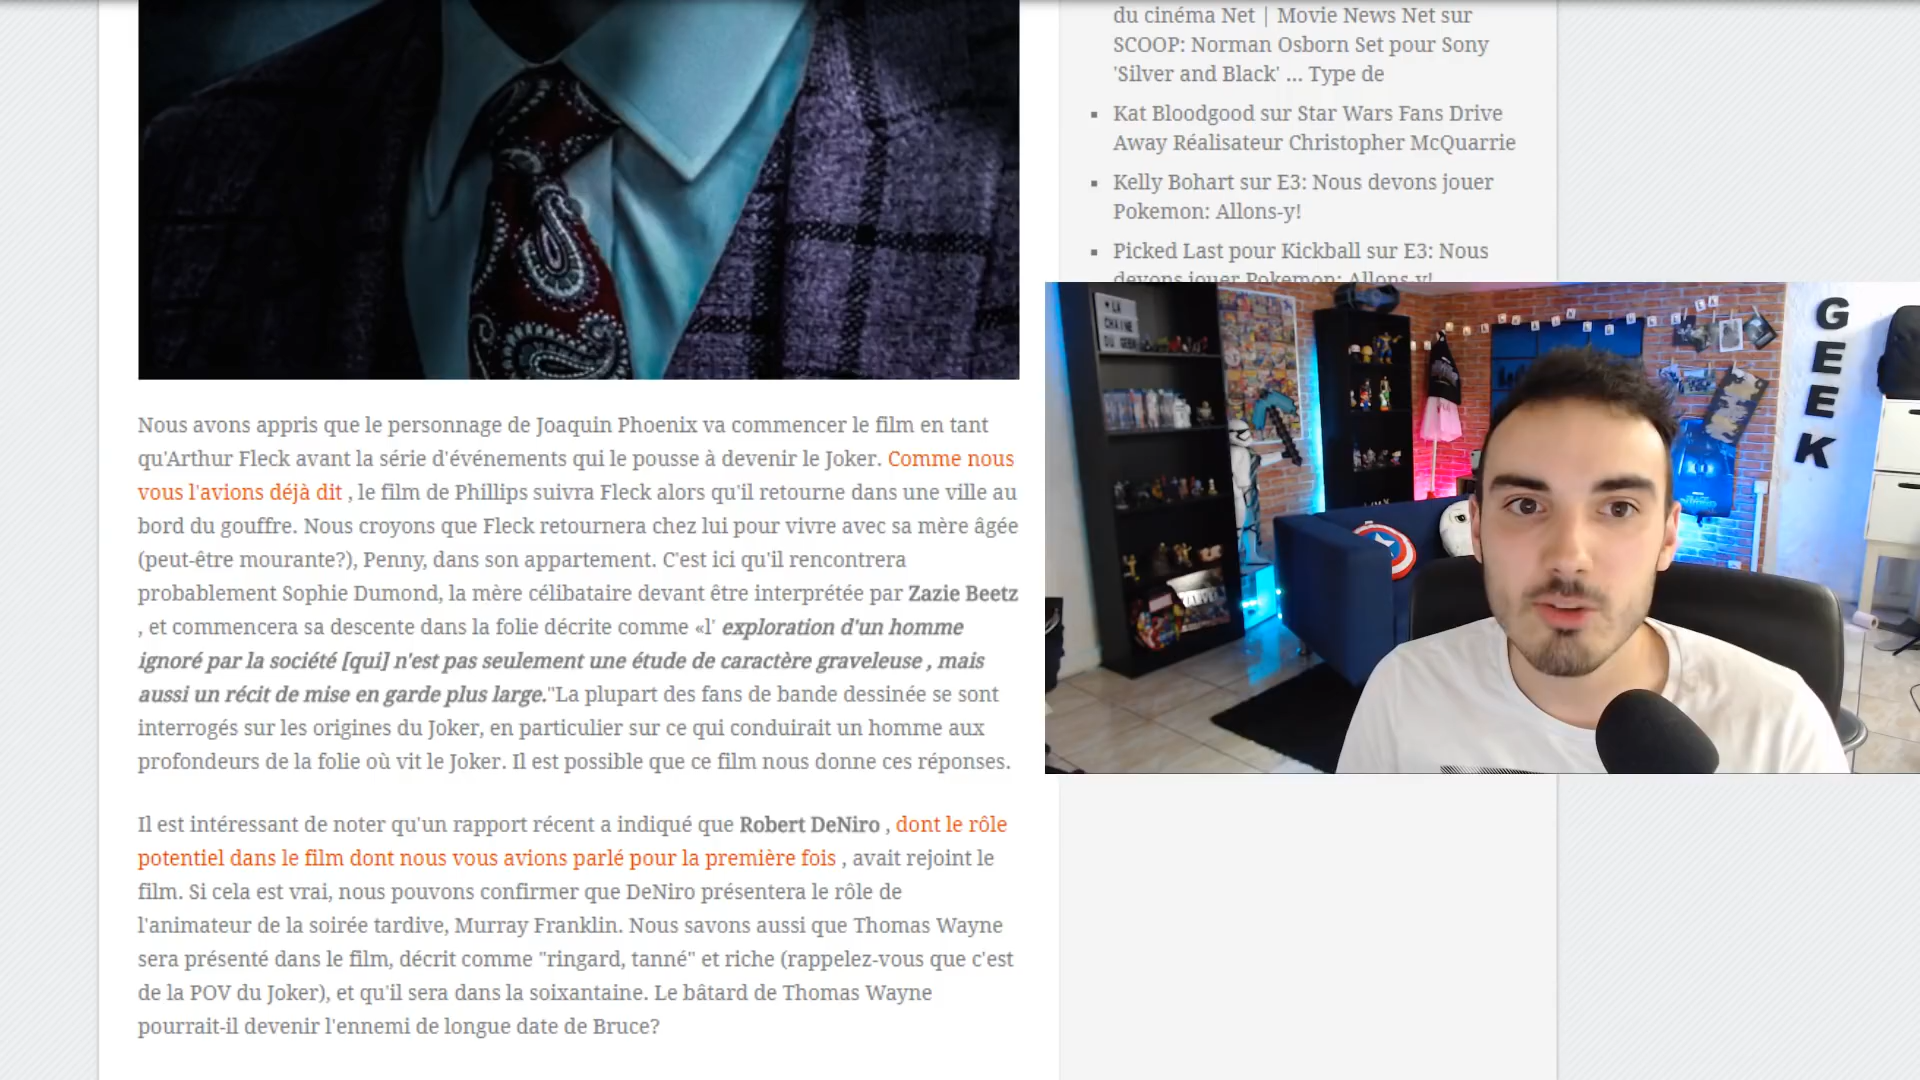 du cinéma Net | Movie News Net sur
SCOOP: Norman Osborn Set pour Sony
'Silver and Black' ... Type de
Kat Bloodgood sur Star Wars Fans Drive
Away Réalisateur Christopher McQuarrie
Kelly Bohart sur E3: Nous devons jouer
Pokemon: Allons-y!
Picked Last pour Kickball sur E3: Nous
devons jouer Pokemon: Allons-y!
Nous avons appris que le personnage de Joaquin Phoenix va commencer le film en tant
qu'Arthur Fleck avant la série d'événements qui le pousse à devenir le Joker. Comme nous
vous l'avions déjà dit , le film de Phillips suivra Fleck alors qu'il retourne dans une ville au
bord du gouffre. Nous croyons que Fleck retournera chez lui pour vivre avec sa mère âgée
(peut-être mourante?), Penny, dans son appartement. C'est ici qu'il rencontrera
probablement Sophie Dumond, la mère célibataire devant être interprétée par Zazie Beetz
, et commencera sa descente dans la folie décrite comme «l' exploration d'un homme
ignoré par la société [qui] n'est pas seulement une étude de caractère graveleuse , mais
aussi un récit de mise en garde plus large."La plupart des fans de bande dessinée se sont
interrogés sur les origines du Joker, en particulier sur ce qui conduirait un homme aux
profondeurs de la folie où vit le Joker. Il est possible que ce film nous donne ces réponses.
Il est intéressant de noter qu'un rapport récent a indiqué que Robert DeNiro , dont le rôle
potentiel dans le film dont nous vous avions parlé pour la première fois , avait rejoint le
film. Si cela est vrai, nous pouvons confirmer que DeNiro présentera le rôle de
l'animateur de la soirée tardive, Murray Franklin. Nous savons aussi que Thomas Wayne
sera présenté dans le film, décrit comme "ringard, tanné" et riche (rappelez-vous que c'est
de la POV du Joker), et qu'il sera dans la soixantaine. Le bâtard de Thomas Wayne
pourrait-il devenir l'ennemi de longue date de Bruce?
LA
CHAINE
DU GEEK
GEEK